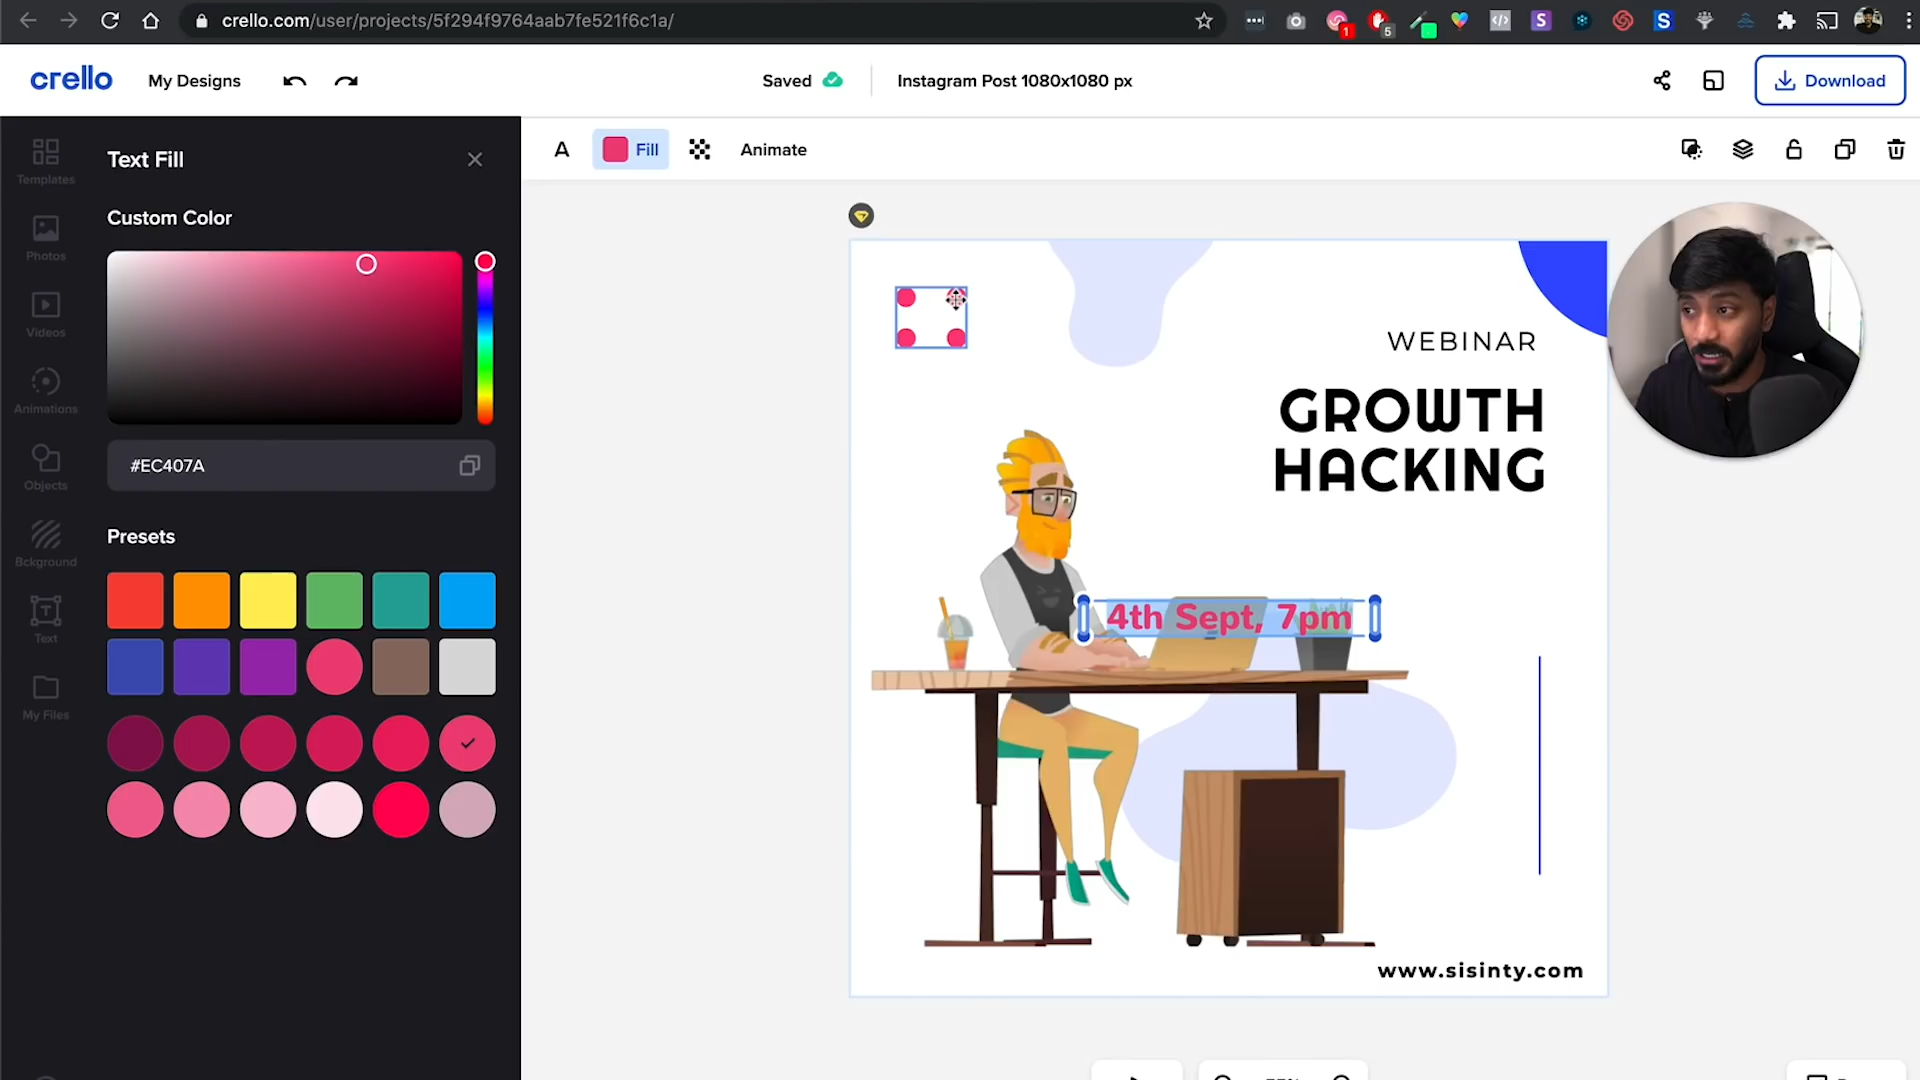 crello.com/user/projects/5f294f9764aab7fe521f6c1a/
1
5
crello
My Designs
Saved
Instagram Post 1080x1080 px
Download
Templates
Photos
Videos
Animations
Objects
Bckground
Text
My Files
Text Fill
Custom Color
#EC407A
Presets
A
Fill
Animate
WEBINAR
GROWTH
HACKING
4th Sept, 7pm
www.sisinty.com